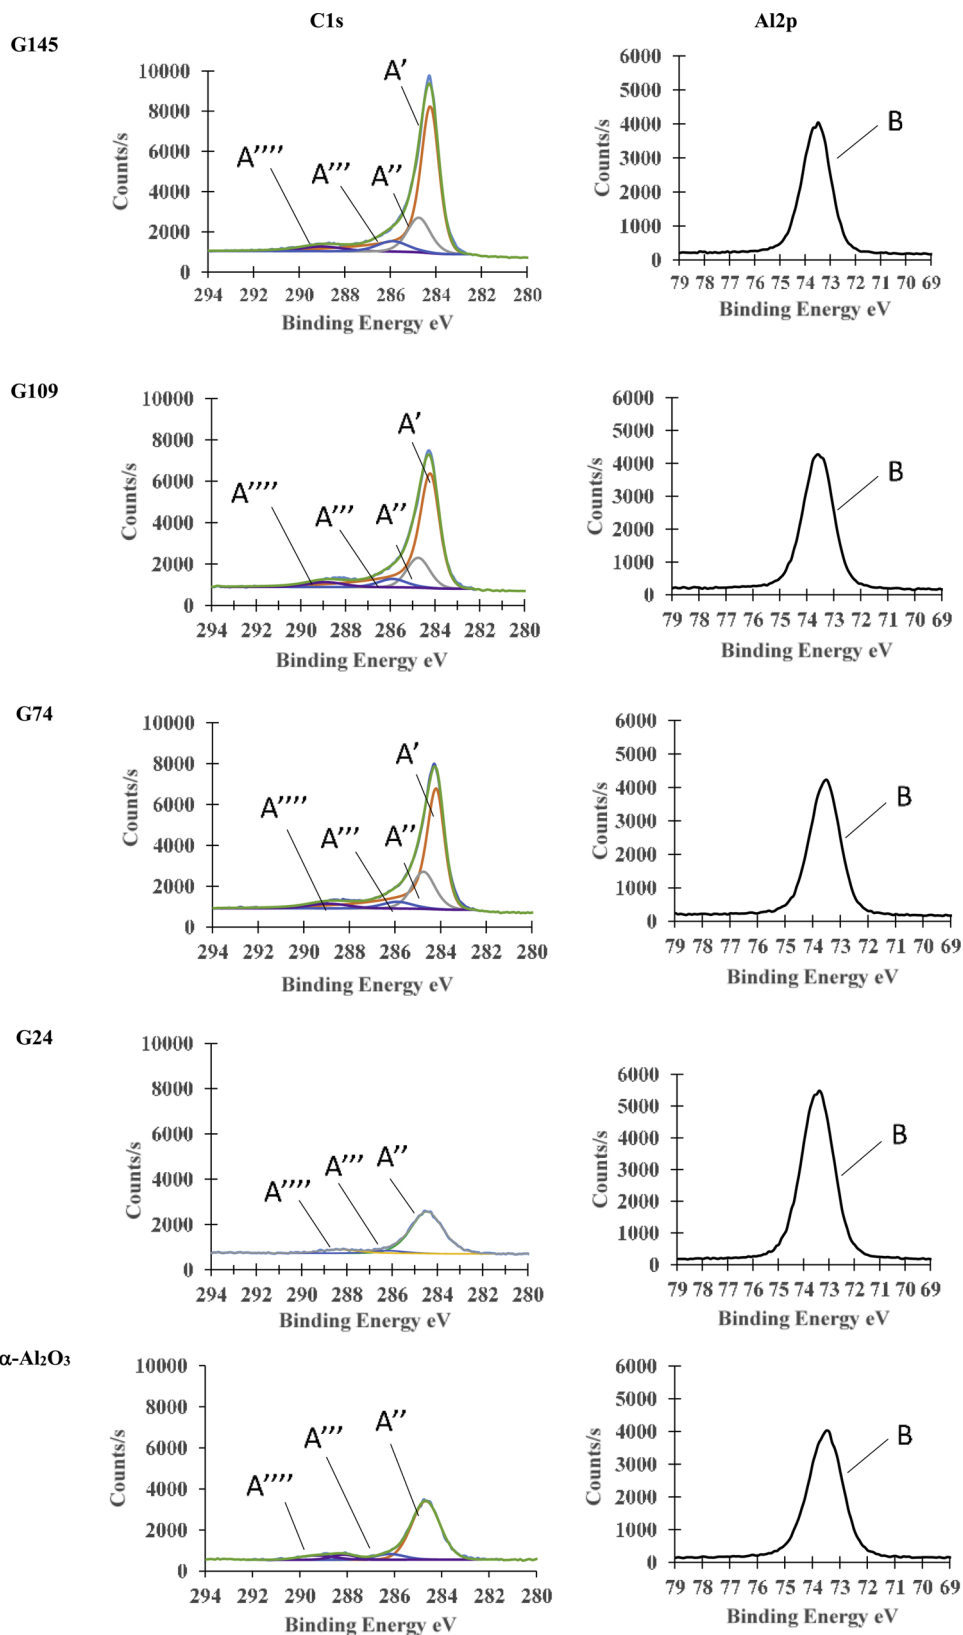 C1s Al2p
G145
10000 8000 6000 4000 2000 0
Counts/s
A' A'' A''' A''''
294 292 290 288 286 284 282 280
Binding Energy eV
6000 5000 4000 3000 2000 1000 0
Counts/s
B
79 78 77 76 75 74 73 72 71 70 69
Binding Energy eV
G109
10000 8000 6000 4000 2000 0
Counts/s
A' A'' A''' A''''
294 292 290 288 286 284 282 280
Binding Energy eV
6000 5000 4000 3000 2000 1000 0
Counts/s
B
79 78 77 76 75 74 73 72 71 70 69
Binding Energy eV
G74
10000 8000 6000 4000 2000 0
Counts/s
A' A'' A''' A''''
294 292 290 288 286 284 282 280
Binding Energy eV
6000 5000 4000 3000 2000 1000 0
Counts/s
B
79 78 77 76 75 74 73 72 71 70 69
Binding Energy eV
G24
10000 8000 6000 4000 2000 0
Counts/s
A'' A''' A''''
294 292 290 288 286 284 282 280
Binding Energy eV
6000 5000 4000 3000 2000 1000 0
Counts/s
B
79 78 77 76 75 74 73 72 71 70 69
Binding Energy eV
α-Al₂O₃
10000 8000 6000 4000 2000 0
Counts/s
A'' A''' A''''
294 292 290 288 286 284 282 280
Binding Energy eV
6000 5000 4000 3000 2000 1000 0
Counts/s
B
79 78 77 76 75 74 73 72 71 70 69
Binding Energy eV